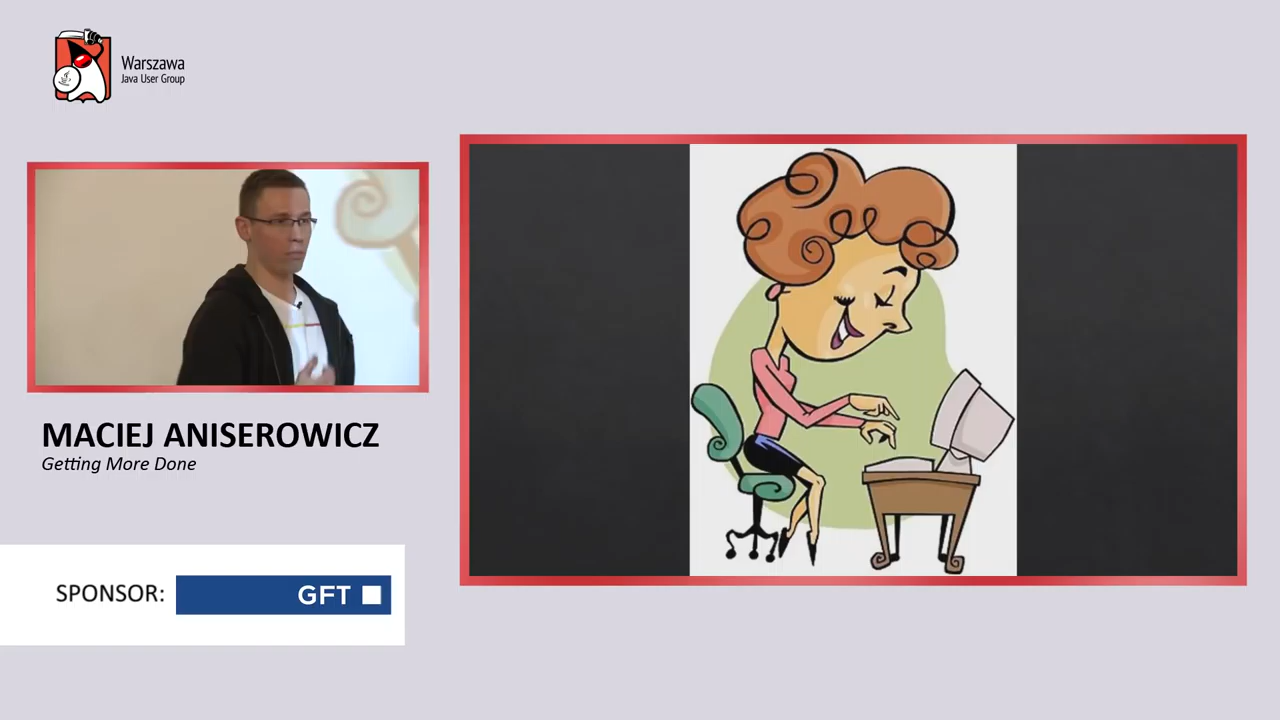 Warszawa
Java User Group
MACIEJ ANISEROWICZ
Getting More Done
SPONSOR:
GFT